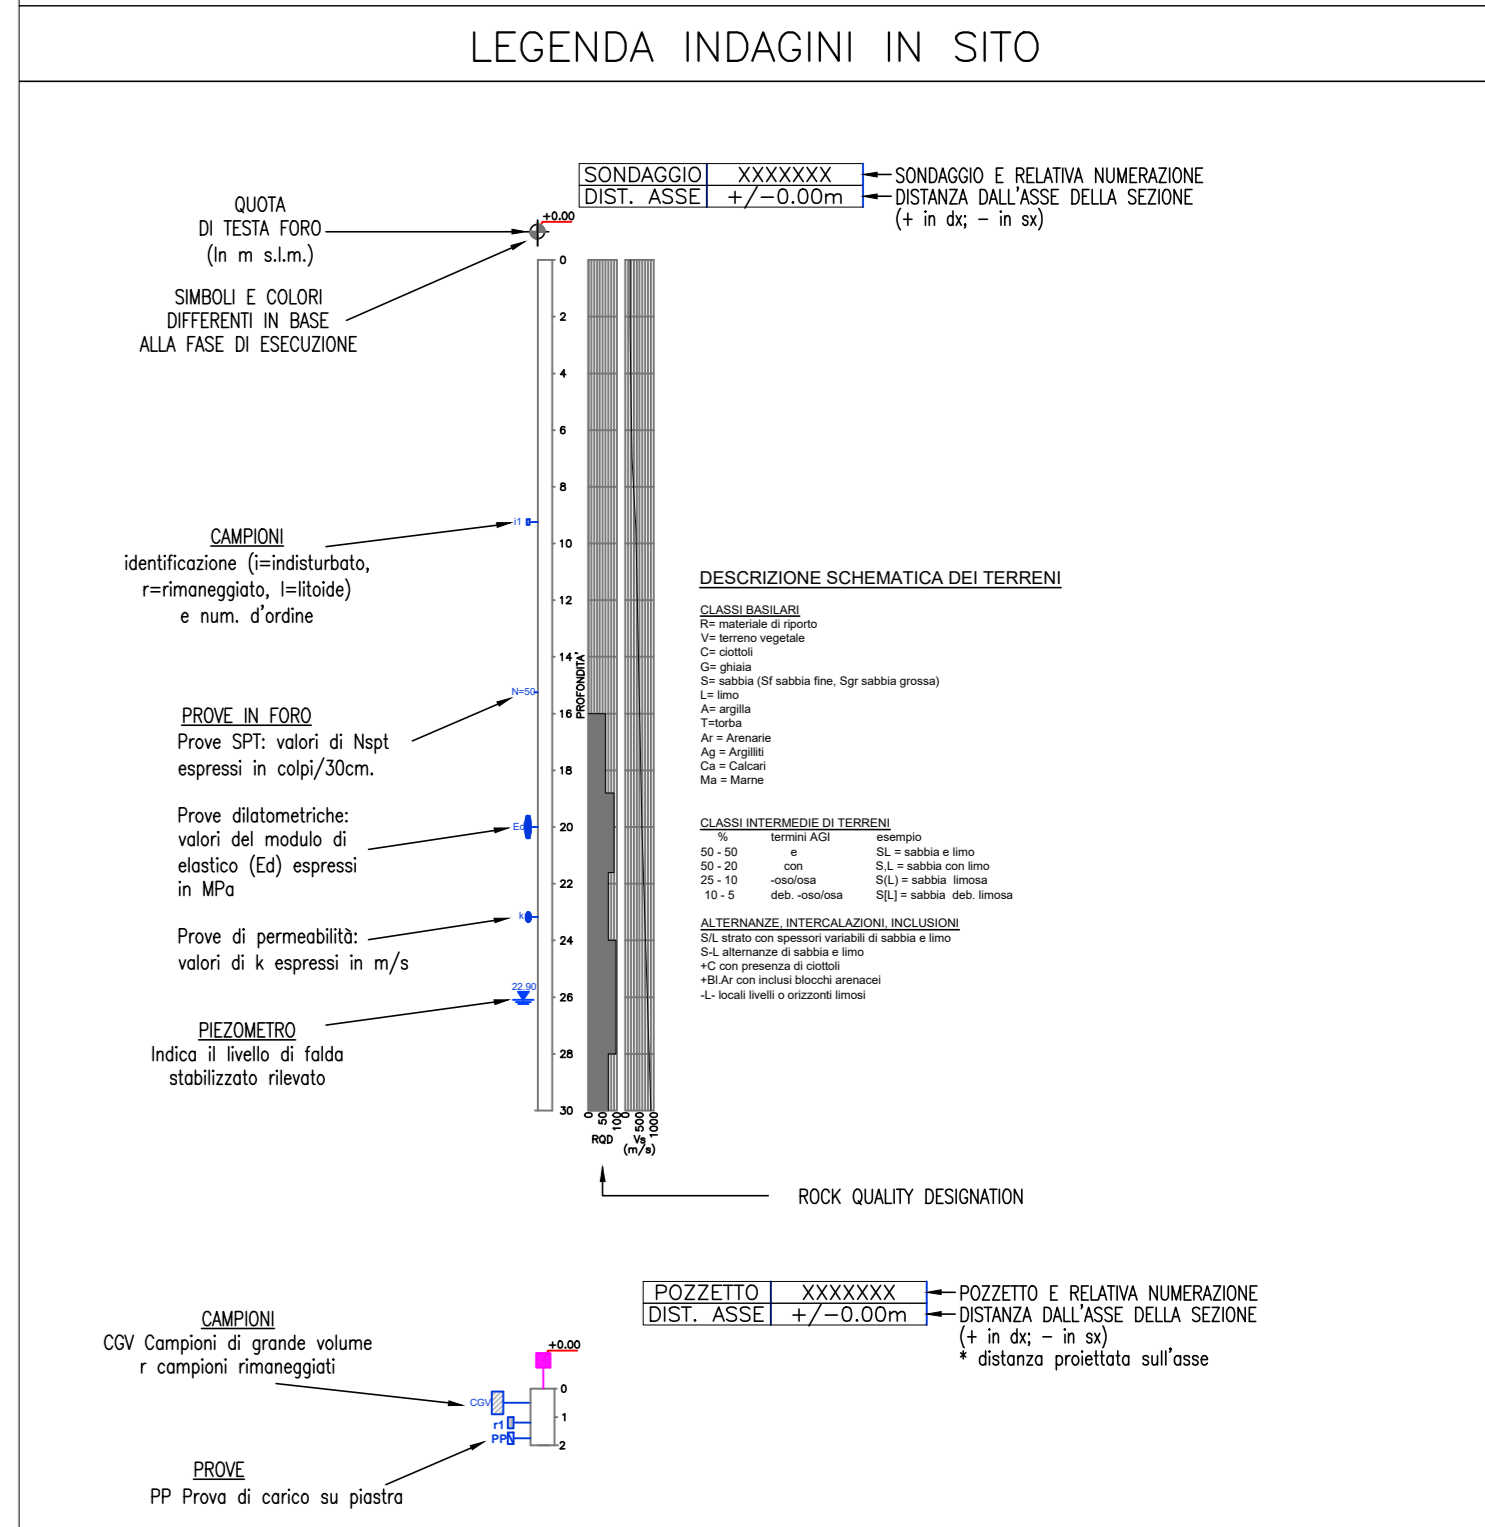 LEGENDA INDAGINI IN SITO
SONDAGGIO XXXXXXX
DIST. ASSE +/-0.00m
SONDAGGIO E RELATIVA NUMERAZIONE
DISTANZA DALL'ASSE DELLA SEZIONE
(+ in dx; - in sx)
QUOTA
DI TESTA FORO
(In m s.l.m.)
+0.00
SIMBOLI E COLORI
DIFFERENTI IN BASE
ALLA FASE DI ESECUZIONE
0
2
4
6
8
10
12
14
16
18
20
22
24
26
28
30
PROFONDITA'
i1
CAMPIONI
identificazione (i=indisturbato,
r=rimaneggiato, l=litoide)
e num. d'ordine
N=50
PROVE IN FORO
Prove SPT: valori di Nspt
espressi in colpi/30cm.
Ed
Prove dilatometriche:
valori del modulo di
elastico (Ed) espressi
in MPa
k
Prove di permeabilità:
valori di k espressi in m/s
22.90
PIEZOMETRO
Indica il livello di falda
stabilizzato rilevato
DESCRIZIONE SCHEMATICA DEI TERRENI
CLASSI BASILARI
R= materiale di riporto
V= terreno vegetale
C= ciottoli
G= ghiaia
S= sabbia (Sf sabbia fine, Sgr sabbia grossa)
L= limo
A= argilla
T=torba
Ar = Arenarie
Ag = Argilliti
Ca = Calcari
Ma = Marne
CLASSI INTERMEDIE DI TERRENI
% termini AGI esempio
50 - 50 e SL = sabbia e limo
50 - 20 con S,L = sabbia con limo
25 - 10 -oso/osa S(L) = sabbia limosa
10 - 5 deb. -oso/osa S[L] = sabbia deb. limosa
ALTERNANZE, INTERCALAZIONI, INCLUSIONI
S/L strato con spessori variabili di sabbia e limo
S-L alternanze di sabbia e limo
+C con presenza di ciottoli
+Bl.Ar con inclusi blocchi arenacei
-L- locali livelli o orizzonti limosi
0 50 100 0 500 1000
RQD Vs
(m/s)
ROCK QUALITY DESIGNATION
POZZETTO XXXXXXX
DIST. ASSE +/-0.00m
POZZETTO E RELATIVA NUMERAZIONE
DISTANZA DALL'ASSE DELLA SEZIONE
(+ in dx; - in sx)
* distanza proiettata sull'asse
CAMPIONI
CGV Campioni di grande volume
r campioni rimaneggiati
+0.00
0
1
2
CGV
r1
PP
PROVE
PP Prova di carico su piastra